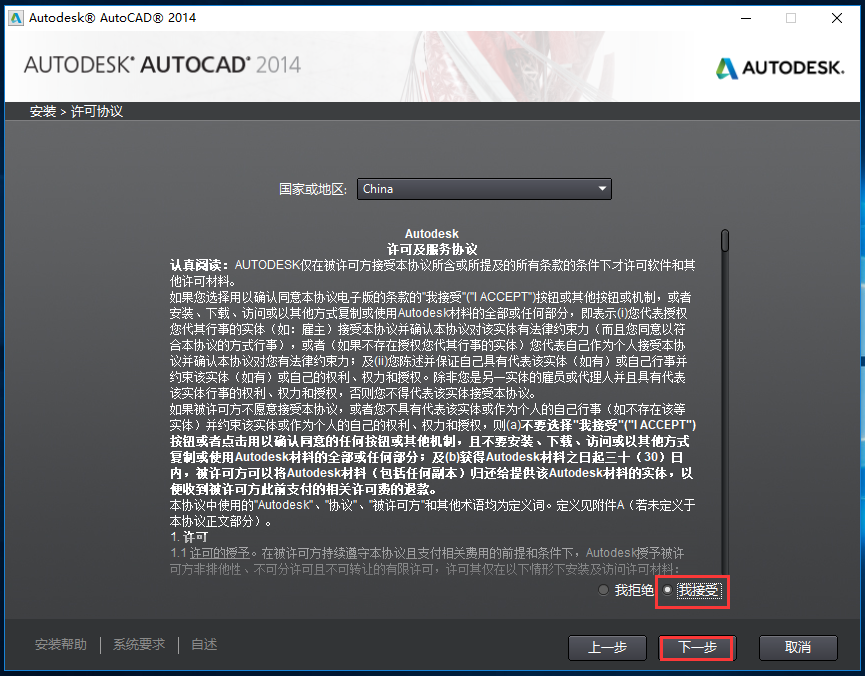 Autodesk® AutoCAD® 2014
AUTODESK® AUTOCAD® 2014
AUTODESK.
安装 > 许可协议
国家或地区: China
Autodesk
许可及服务协议
认真阅读：AUTODESK仅在被许可方接受本协议所含或所提及的所有条款的条件下才许可软件和其
他许可材料。
如果您选择用以确认同意本协议电子版的条款的"我接受"("I ACCEPT")按钮或其他按钮或机制，或者
安装、下载、访问或以其他方式复制或使用Autodesk材料的全部或任何部分，即表示(i)您代表授权
您代其行事的实体（如：雇主）接受本协议并确认本协议对该实体有法律约束力（而且您同意以符
合本协议的方式行事），或者（如果不存在授权您代其行事的实体）您代表自己作为个人接受本协
议并确认本协议对您有法律约束力；及(ii)您陈述并保证自己具有代表该实体（如有）或自己行事并
约束该实体（如有）或自己的权利、权力和授权。除非您是另一实体的雇员或代理人并且具有代表
该实体行事的权利、权力和授权，否则您不得代表该实体接受本协议。
如果被许可方不愿意接受本协议，或者您不具有代表该实体或作为个人的自己行事（如不存在该等
实体）并约束该实体或作为个人的自己的权利、权力和授权，则(a)不要选择"我接受"("I ACCEPT")
按钮或者点击用以确认同意的任何按钮或其他机制，且不要安装、下载、访问或以其他方式
复制或使用Autodesk材料的全部或任何部分；及(b)获得Autodesk材料之日起三十（30）日
内，被许可方可以将Autodesk材料（包括任何副本）归还给提供该Autodesk材料的实体，以
便收到被许可方此前支付的相关许可费的退款。
本协议中使用的"Autodesk"、"协议"、"被许可方"和其他术语均为定义词。定义见附件A（若未定义于
本协议正文部分）。
1. 许可
1.1 许可的授予。在被许可方持续遵守本协议且支付相关费用的前提和条件下，Autodesk授予被许
可方非排他性、不可分许可且不可转让的有限许可，许可其仅在以下情形下安装及访问许可材料：
我拒绝 我接受
安装帮助 | 系统要求 | 自述
上一步 下一步 取消